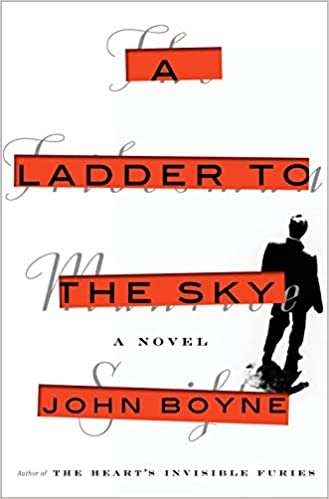 A
LADDER TO
THE SKY
A NOVEL
JOHN BOYNE
Author of THE HEART'S INVISIBLE FURIES